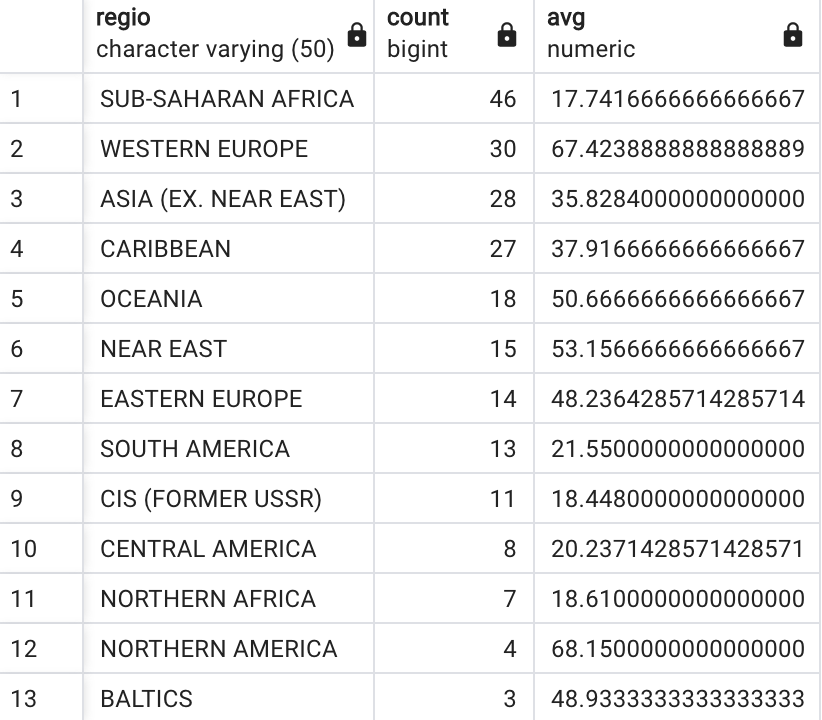 regio count avg
character varying (50) bigint numeric
1 SUB-SAHARAN AFRICA 46 17.7416666666666667
2 WESTERN EUROPE 30 67.4238888888888889
3 ASIA (EX. NEAR EAST) 28 35.8284000000000000
4 CARIBBEAN 27 37.9166666666666667
5 OCEANIA 18 50.6666666666666667
6 NEAR EAST 15 53.1566666666666667
7 EASTERN EUROPE 14 48.2364285714285714
8 SOUTH AMERICA 13 21.5500000000000000
9 CIS (FORMER USSR) 11 18.4480000000000000
10 CENTRAL AMERICA 8 20.2371428571428571
11 NORTHERN AFRICA 7 18.6100000000000000
12 NORTHERN AMERICA 4 68.1500000000000000
13 BALTICS 3 48.9333333333333333